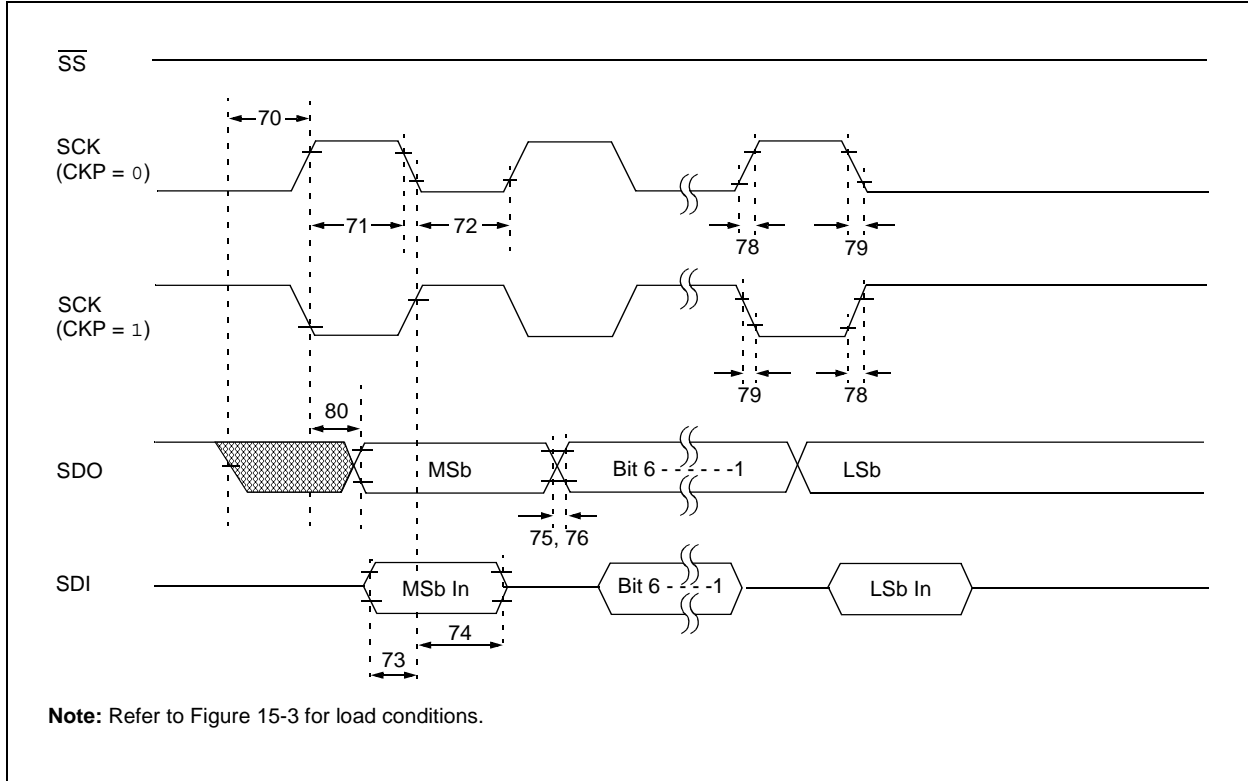 SS
70
SCK
(CKP = 0)
71
72
78
79
SCK
(CKP = 1)
79
78
80
SDO
MSb
Bit 6 - - - - - -1
LSb
75, 76
SDI
MSb In
Bit 6 - - - - -1
LSb In
74
73
Note: Refer to Figure 15-3 for load conditions.